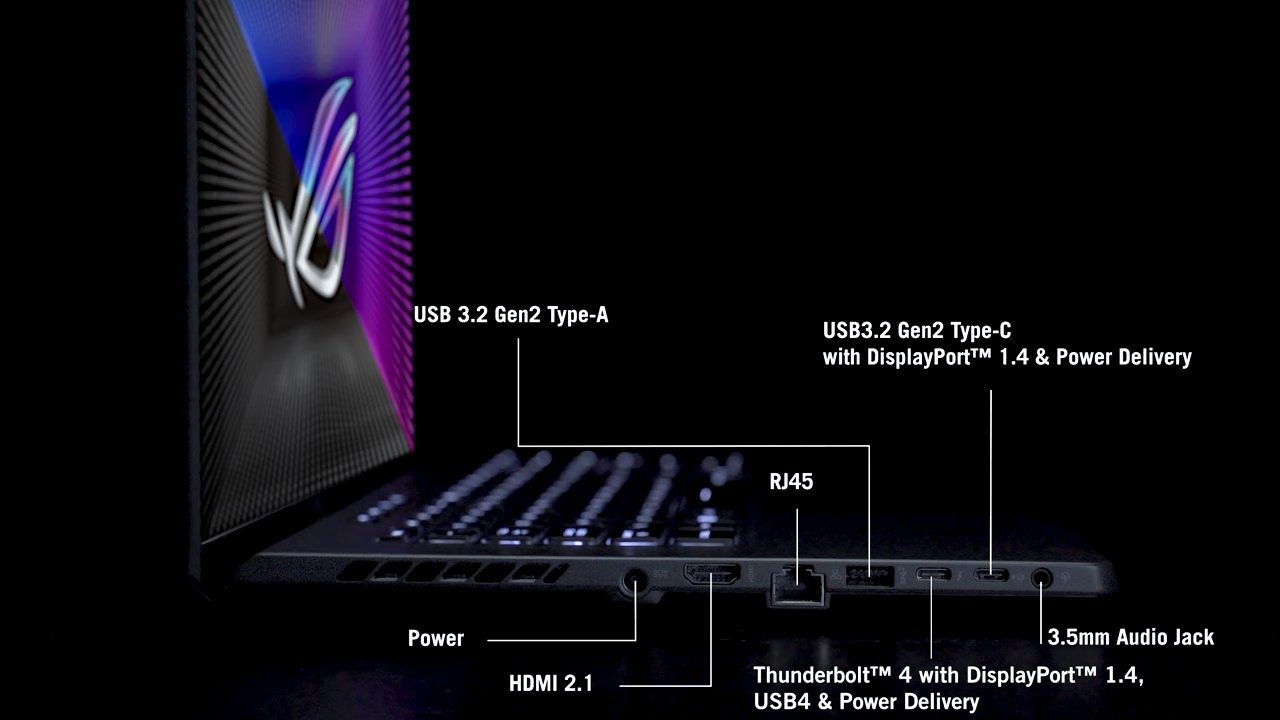 USB 3.2 Gen2 Type-A
USB3.2 Gen2 Type-C
with DisplayPort™ 1.4 & Power Delivery
RJ45
Power
3.5mm Audio Jack
HDMI 2.1
Thunderbolt™ 4 with DisplayPort™ 1.4,
USB4 & Power Delivery